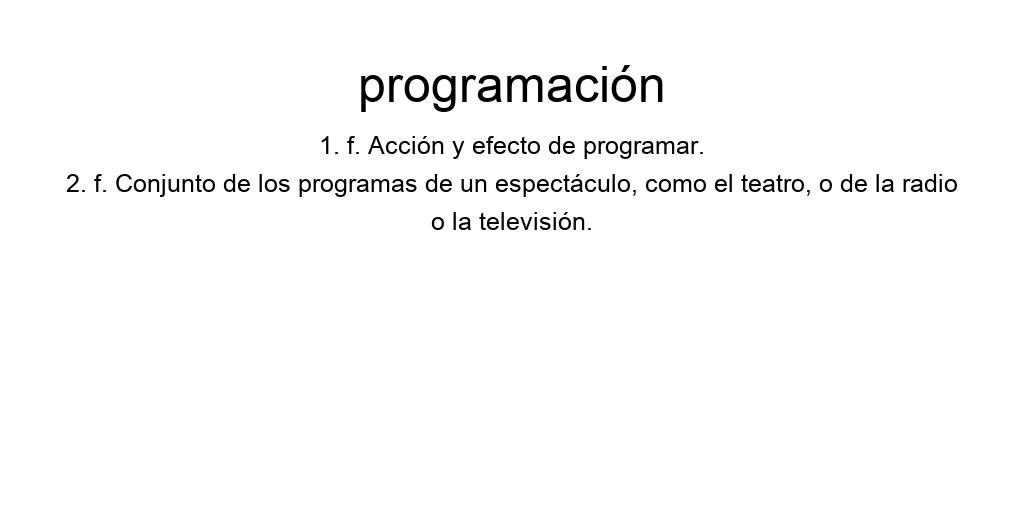 programación
1. f. Acción y efecto de programar.
2. f. Conjunto de los programas de un espectáculo, como el teatro, o de la radio
o la televisión.